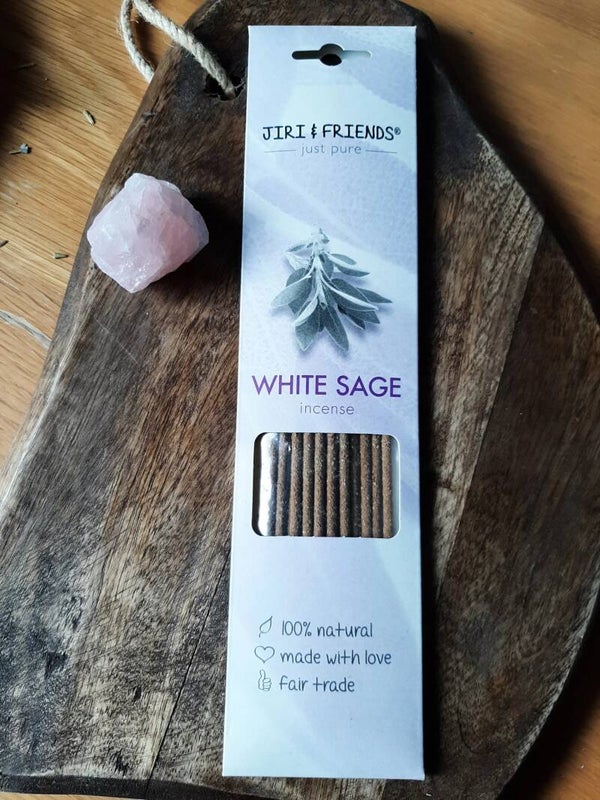 JIRI & FRIENDS®
just pure
WHITE SAGE
incense
100% natural
made with love
fair trade